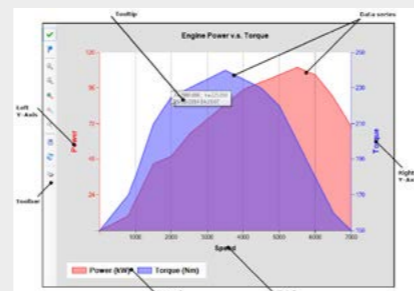 Tooltip
Data series
Engine Power v.s. Torque
120
96
72
48
24
250
230
210
190
170
150
Left
Y-Axis
Power
Torque
Right
Y-Axis
Toolbar
1000
2000
3000
4000
5000
6000
7000
Speed
Power (kW)
Torque (Nm)